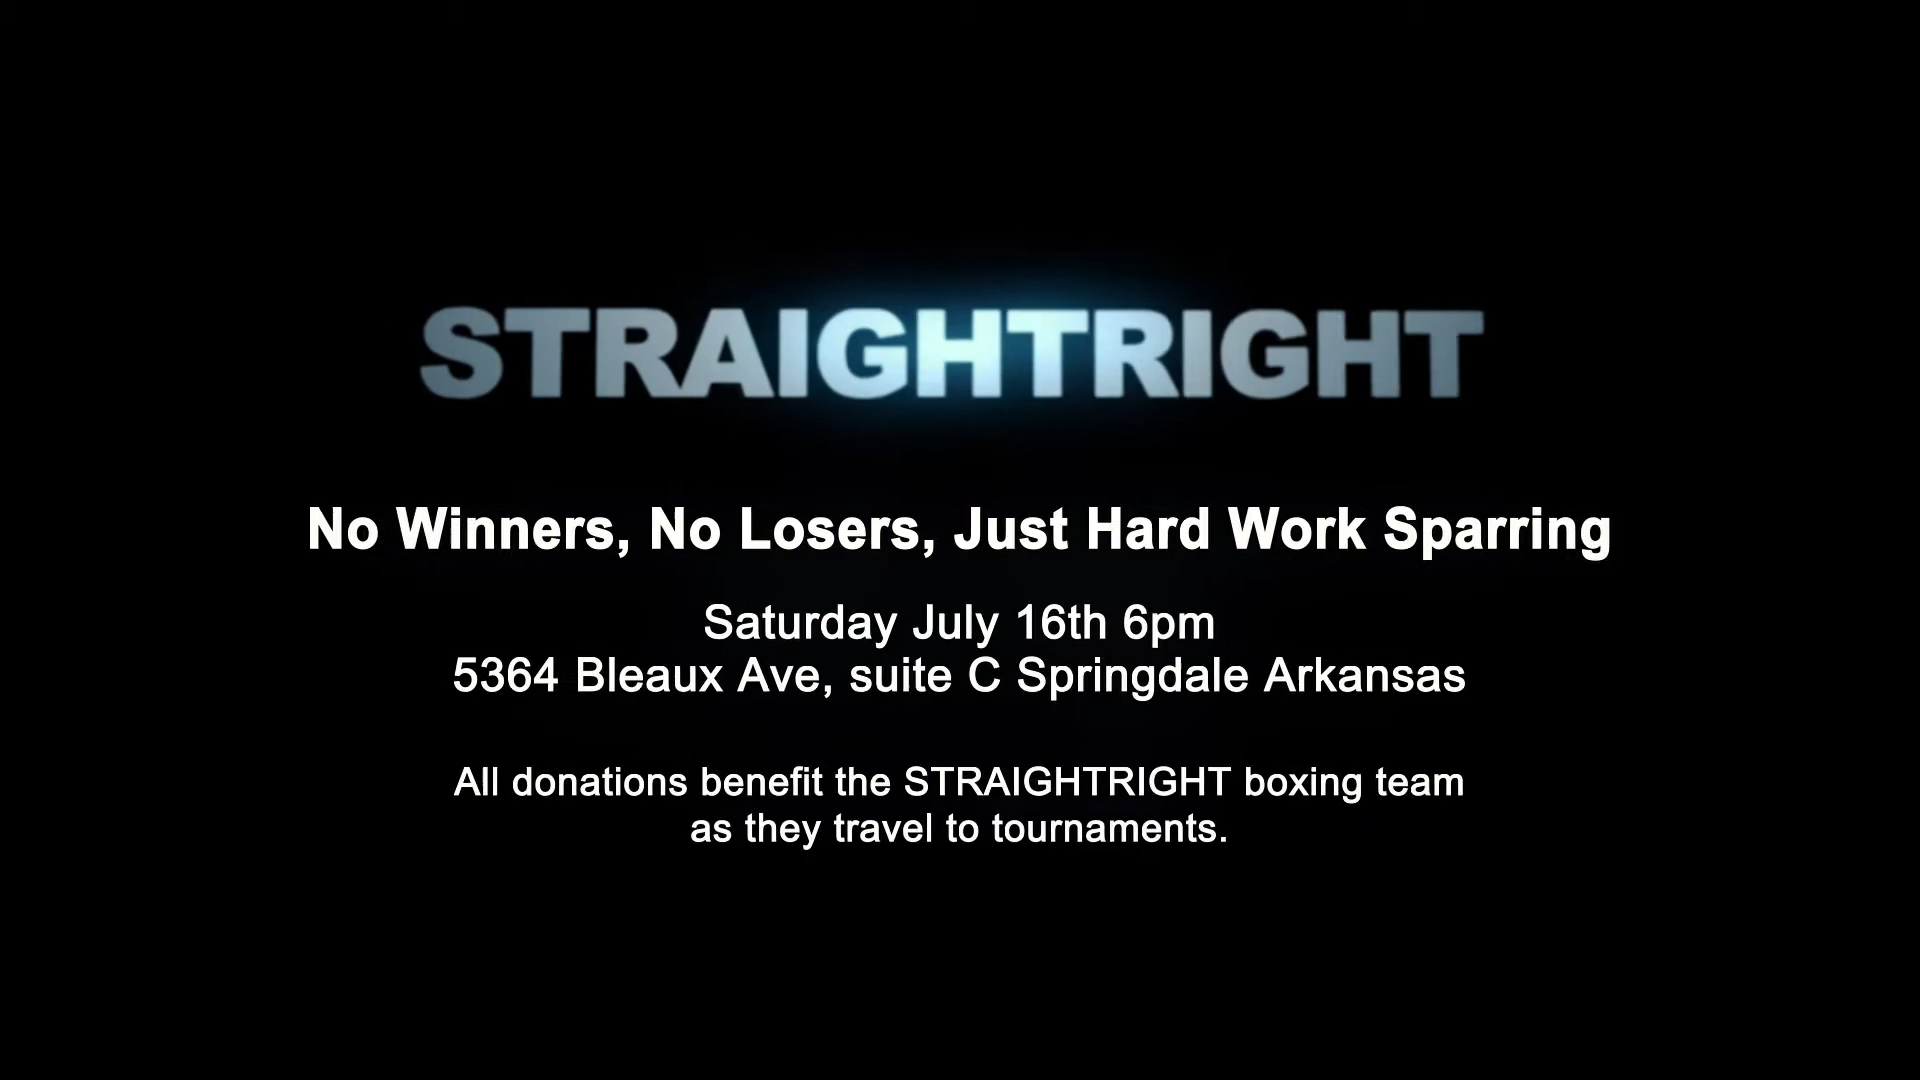 STRAIGHTRIGHT
No Winners, No Losers, Just Hard Work Sparring
Saturday July 16th 6pm
5364 Bleaux Ave, suite C Springdale Arkansas
All donations benefit the STRAIGHTRIGHT boxing team
as they travel to tournaments.